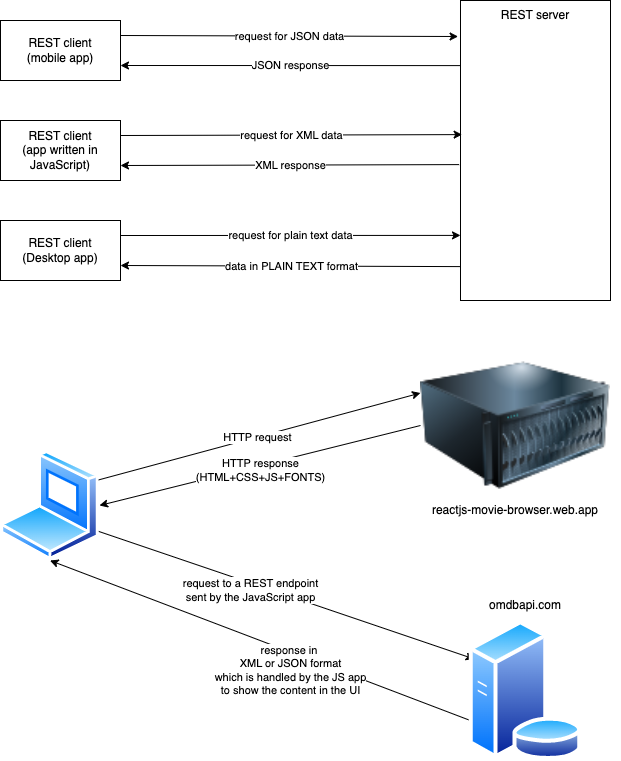 REST server
REST client
(mobile app)
request for JSON data
JSON response
REST client
(app written in
JavaScript)
request for XML data
XML response
REST client
(Desktop app)
request for plain text data
data in PLAIN TEXT format
HTTP request
HTTP response
(HTML+CSS+JS+FONTS)
reactjs-movie-browser.web.app
request to a REST endpoint
sent by the JavaScript app
omdbapi.com
response in
XML or JSON format
which is handled by the JS app
to show the content in the UI